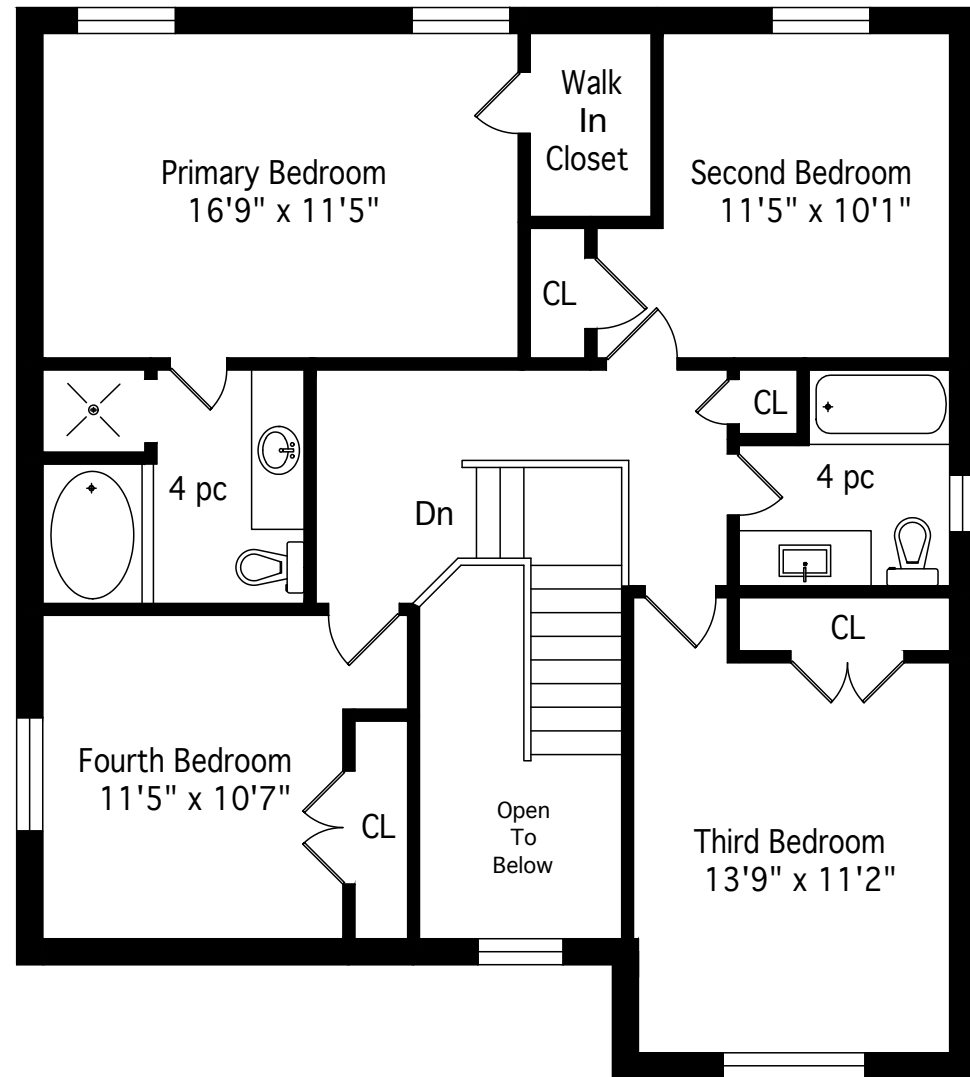 Primary Bedroom
16'9" x 11'5"
Walk
In
Closet
Second Bedroom
11'5" x 10'1"
CL
CL
4 pc
Dn
4 pc
CL
Fourth Bedroom
11'5" x 10'7"
CL
Open
To
Below
Third Bedroom
13'9" x 11'2"